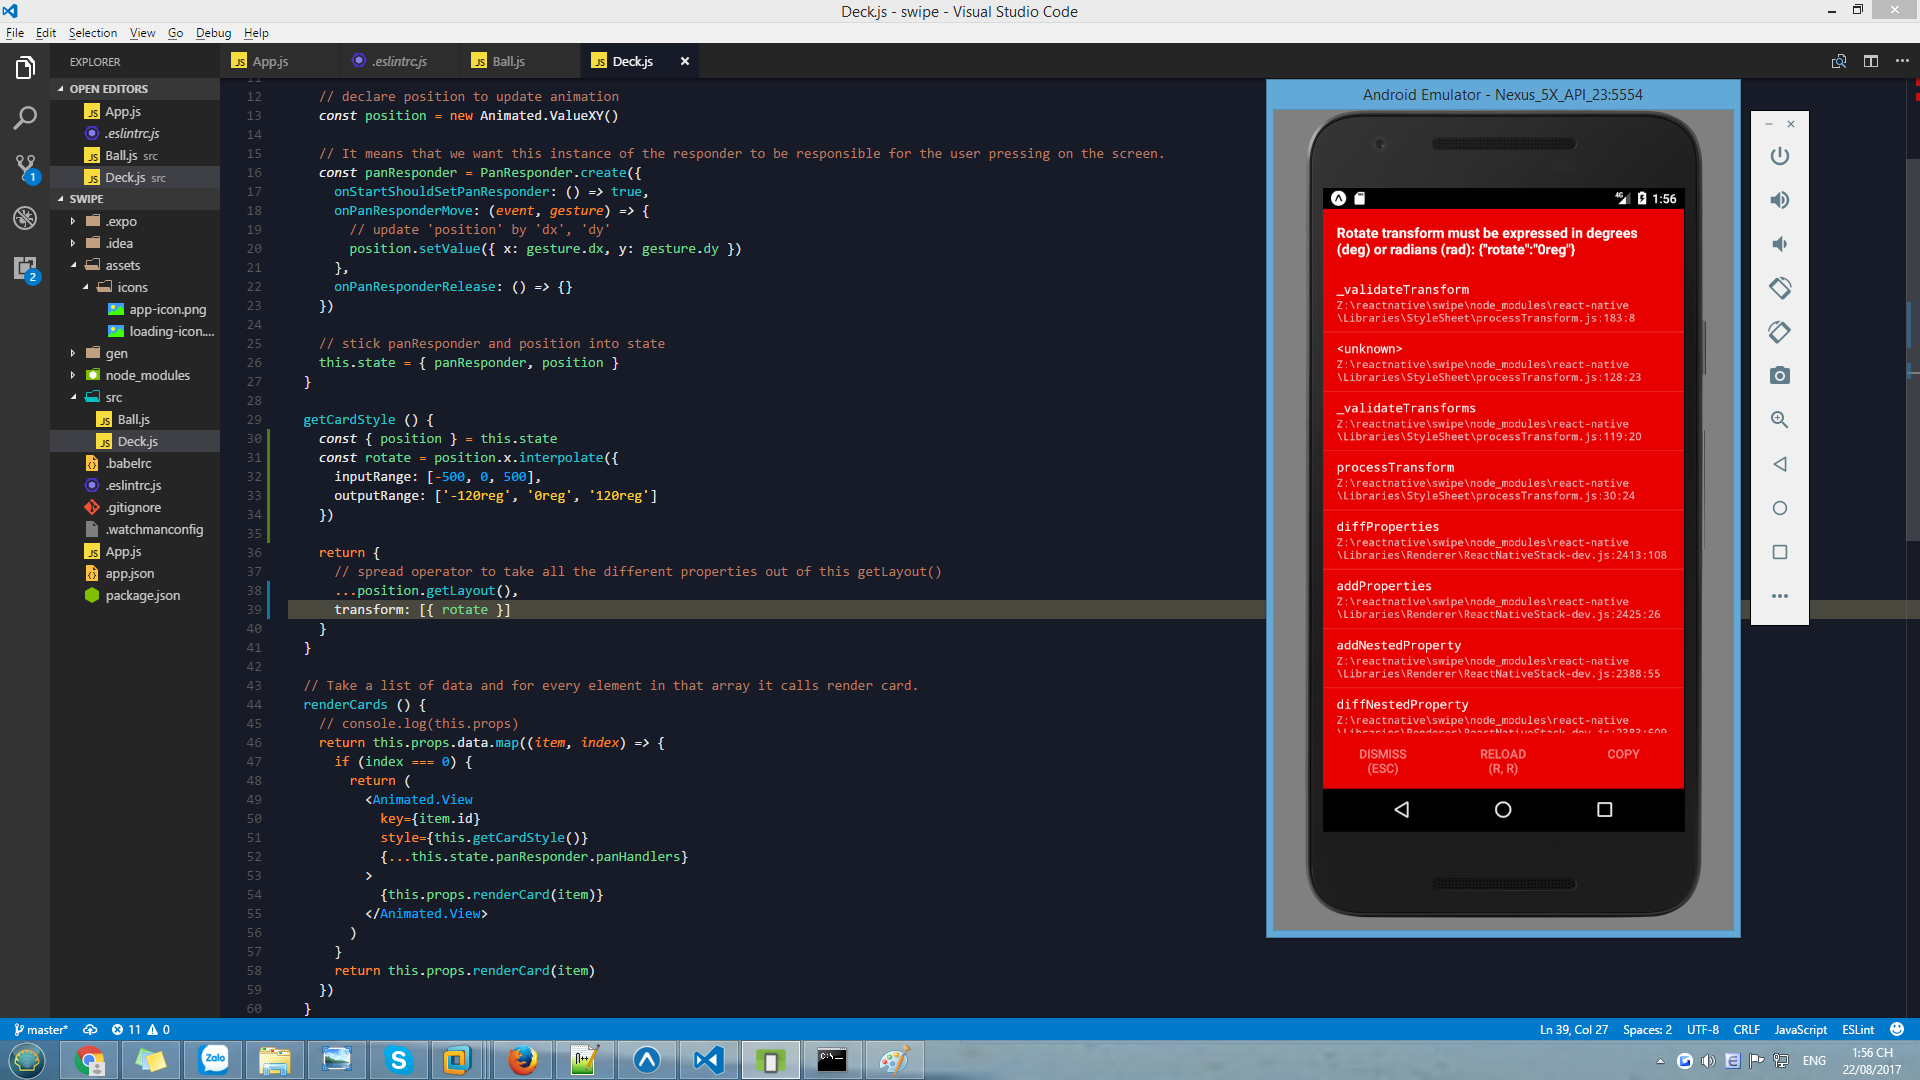 Deck.js - swipe - Visual Studio Code
File Edit Selection View Go Debug Help
EXPLORER
OPEN EDITORS
App.js
.eslintrc.js
Ball.js src
Deck.js src
SWIPE
.expo
.idea
assets
icons
app-icon.png
loading-icon....
gen
node_modules
src
Ball.js
Deck.js
.babelrc
.eslintrc.js
.gitignore
.watchmanconfig
App.js
app.json
package.json
1
2
App.js .eslintrc.js Ball.js Deck.js
11
12 // declare position to update animation
13 const position = new Animated.ValueXY()
14
15 // It means that we want this instance of the responder to be responsible for the user pressing on the screen.
16 const panResponder = PanResponder.create({
17 onStartShouldSetPanResponder: () => true,
18 onPanResponderMove: (event, gesture) => {
19 // update 'position' by 'dx', 'dy'
20 position.setValue({ x: gesture.dx, y: gesture.dy })
21 },
22 onPanResponderRelease: () => {}
23 })
24
25 // stick panResponder and position into state
26 this.state = { panResponder, position }
27 }
28
29 getCardStyle () {
30 const { position } = this.state
31 const rotate = position.x.interpolate({
32 inputRange: [-500, 0, 500],
33 outputRange: ['-120reg', '0reg', '120reg']
34 })
35
36 return {
37 // spread operator to take all the different properties out of this getLayout()
38 ...position.getLayout(),
39 transform: [{ rotate }]
40 }
41 }
42
43 // Take a list of data and for every element in that array it calls render card.
44 renderCards () {
45 // console.log(this.props)
46 return this.props.data.map((item, index) => {
47 if (index === 0) {
48 return (
49 <Animated.View
50 key={item.id}
51 style={this.getCardStyle()}
52 {...this.state.panResponder.panHandlers}
53 >
54 {this.props.renderCard(item)}
55 </Animated.View>
56 )
57 }
58 return this.props.renderCard(item)
59 })
60 }
Android Emulator - Nexus_5X_API_23:5554
4G 1:56
Rotate transform must be expressed in degrees
(deg) or radians (rad): {"rotate":"0reg"}
_validateTransform
Z:\reactnative\swipe\node_modules\react-native
\Libraries\StyleSheet\processTransform.js:183:8
<unknown>
Z:\reactnative\swipe\node_modules\react-native
\Libraries\StyleSheet\processTransform.js:128:23
_validateTransforms
Z:\reactnative\swipe\node_modules\react-native
\Libraries\StyleSheet\processTransform.js:119:20
processTransform
Z:\reactnative\swipe\node_modules\react-native
\Libraries\StyleSheet\processTransform.js:30:24
diffProperties
Z:\reactnative\swipe\node_modules\react-native
\Libraries\Renderer\ReactNativeStack-dev.js:2413:108
addProperties
Z:\reactnative\swipe\node_modules\react-native
\Libraries\Renderer\ReactNativeStack-dev.js:2425:26
addNestedProperty
Z:\reactnative\swipe\node_modules\react-native
\Libraries\Renderer\ReactNativeStack-dev.js:2388:55
diffNestedProperty
Z:\reactnative\swipe\node_modules\react-native
\Libraries\Renderer\ReactNativeStack-dev.js:2383:609
DISMISS RELOAD COPY
(ESC) (R, R)
master* 11 0 Ln 39, Col 27 Spaces: 2 UTF-8 CRLF JavaScript ESLint
Zalo
ENG
1:56 CH
22/08/2017